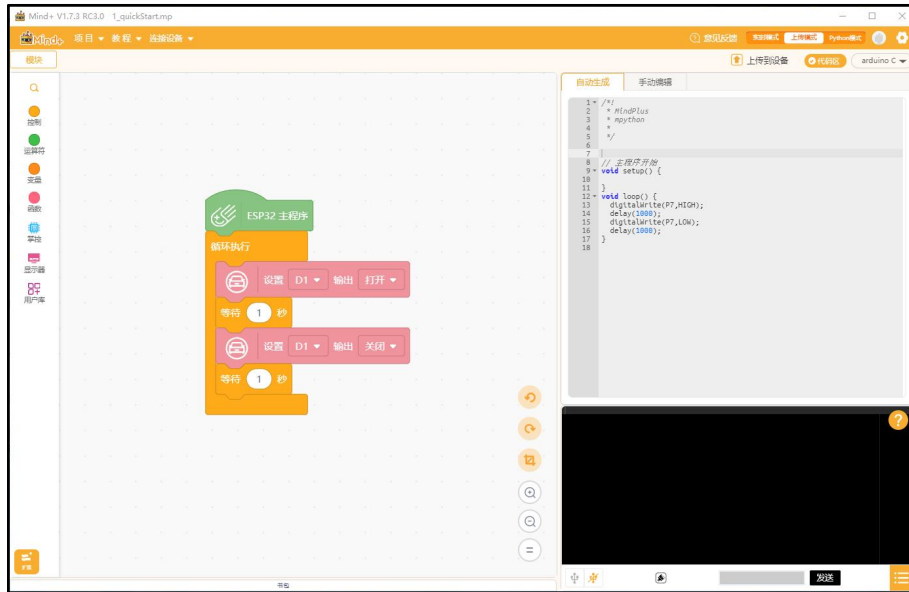 Mind+ V1.7.3 RC3.0 1_quickStart.mp
Mind+ 项目 教程 连接设备 意见反馈 实时模式 上传模式 Python模式
模块 上传到设备 代码区 arduino C
自动生成 手动编辑
控制
运算符
变量
函数
掌控
显示器
用户库
扩展
ESP32 主程序
循环执行
设置 D1 输出 打开
等待 1 秒
设置 D1 输出 关闭
等待 1 秒
1 /*!
2 * MindPlus
3 * mpython
4 *
5 */
6
7
8 // 主程序开始
9 void setup() {
10
11 }
12 void loop() {
13 digitalWrite(P7,HIGH);
14 delay(1000);
15 digitalWrite(P7,LOW);
16 delay(1000);
17 }
18
?
发送